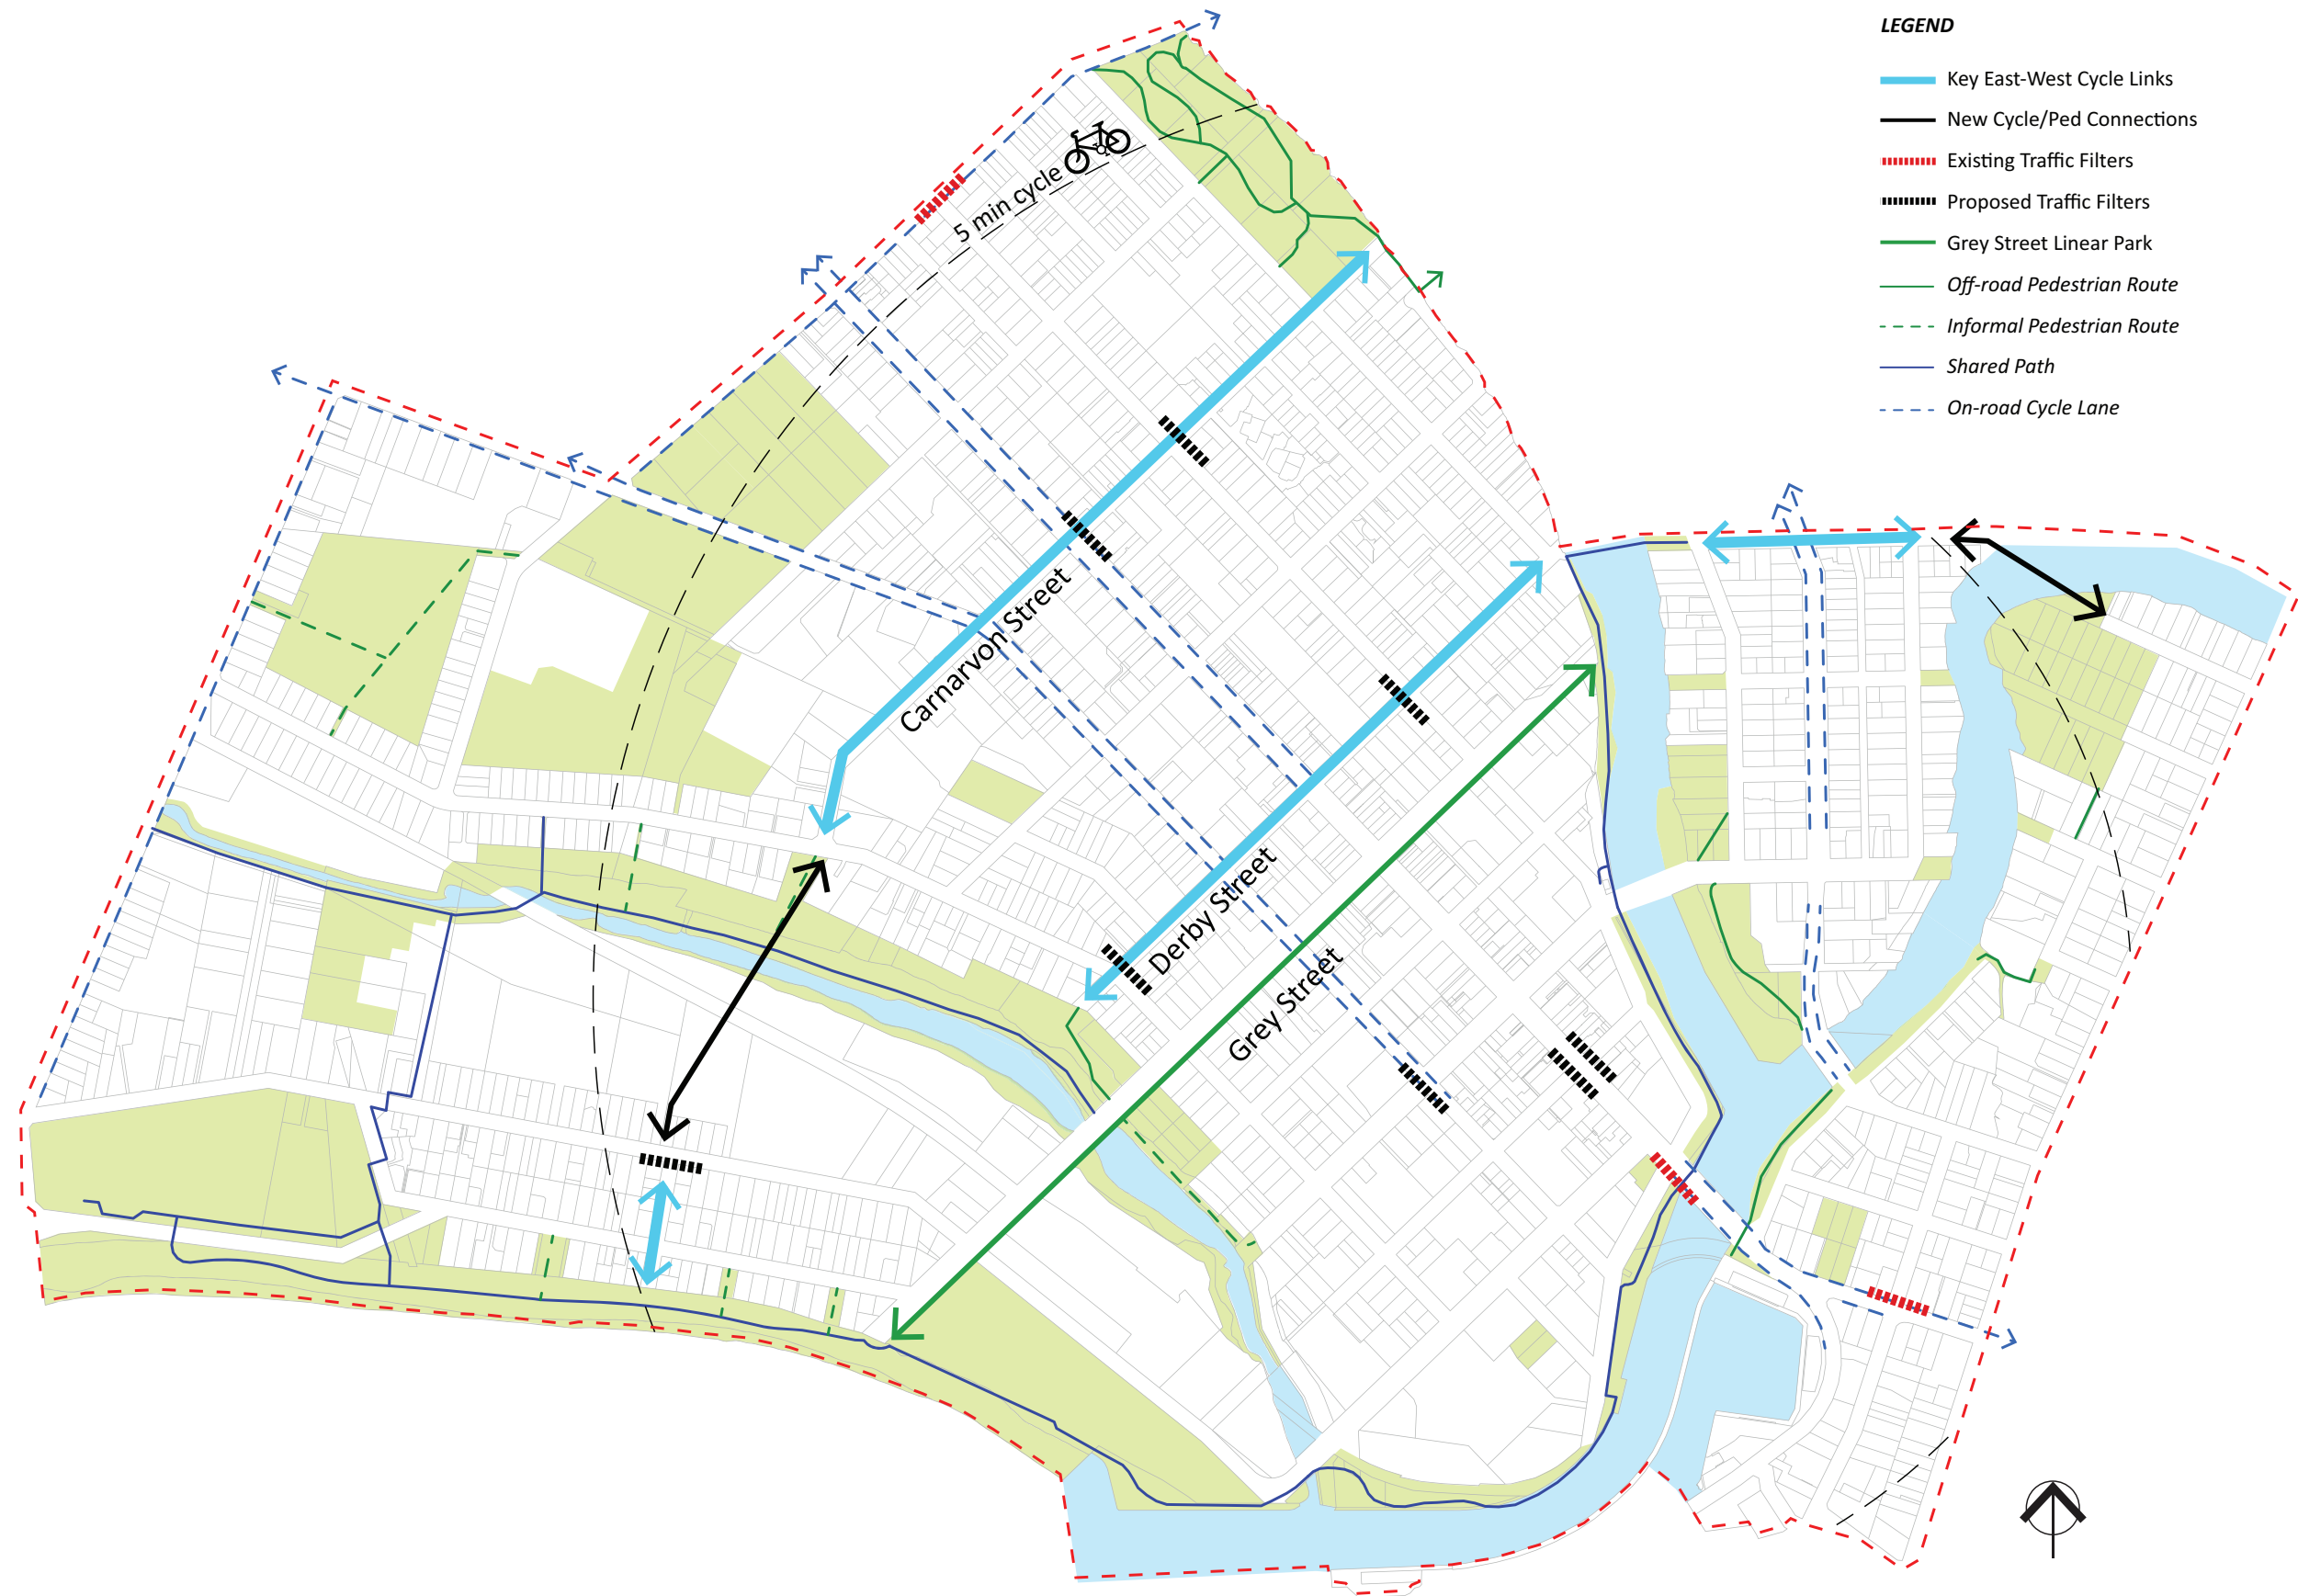 LEGEND
Key East-West Cycle Links
New Cycle/Ped Connections
Existing Traffic Filters
Proposed Traffic Filters
Grey Street Linear Park
Off-road Pedestrian Route
Informal Pedestrian Route
Shared Path
On-road Cycle Lane
5 min cycle
Carnarvon Street
Derby Street
Grey Street